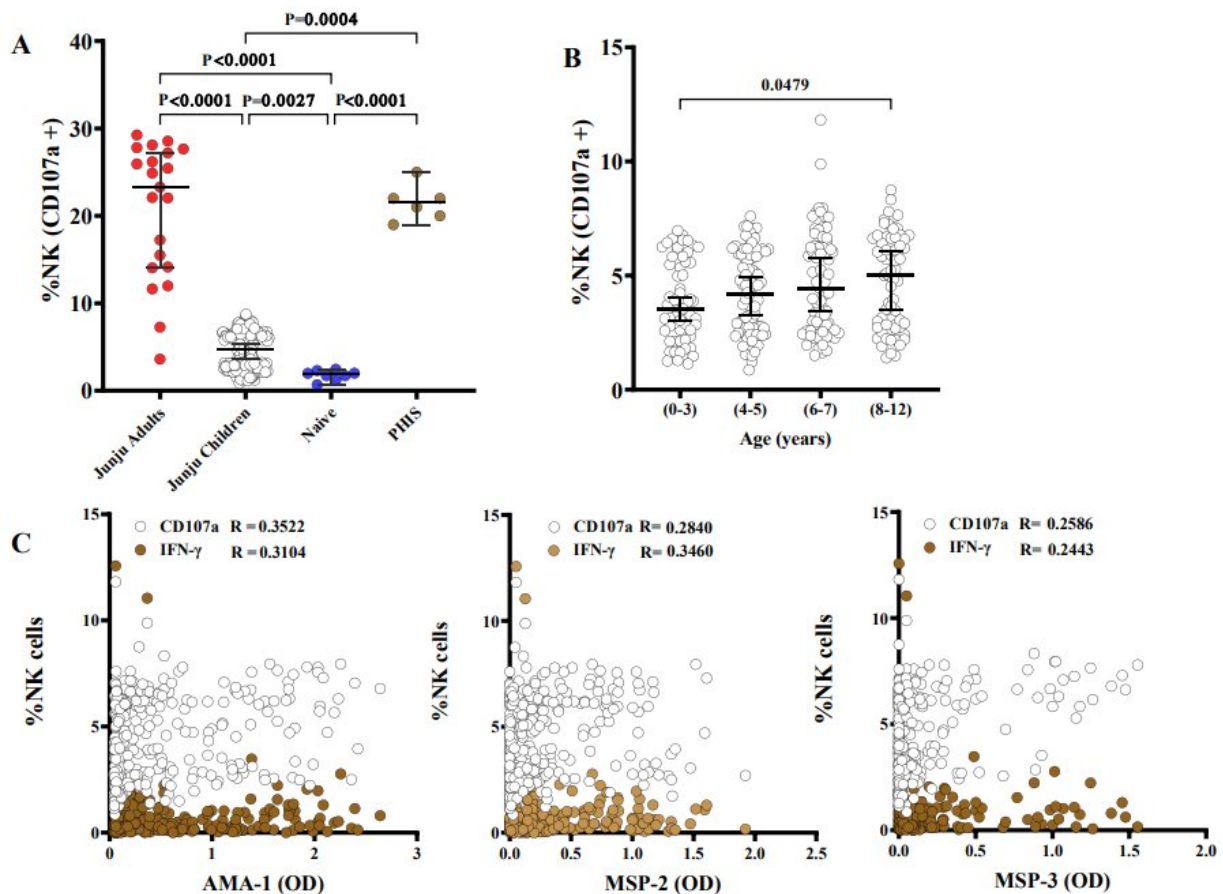 A
P=0.0004
P<0.0001
P<0.0001
P=0.0027
P<0.0001
%NK (CD107a +)
40
30
20
10
0
Junju Adults
Junju Children
Naive
PHIS
B
0.0479
%NK (CD107a +)
15
10
5
0
(0-3)
(4-5)
(6-7)
(8-12)
Age (years)
C
CD107a R = 0.3522
IFN-γ R = 0.3104
%NK cells
15
10
5
0
0
1
2
3
AMA-1 (OD)
CD107a R= 0.2840
IFN-γ R= 0.3460
%NK cells
15
10
5
0
0.0
0.5
1.0
1.5
2.0
2.5
MSP-2 (OD)
CD107a R= 0.2586
IFN-γ R= 0.2443
%NK cells
15
10
5
0
0.0
0.5
1.0
1.5
2.0
MSP-3 (OD)